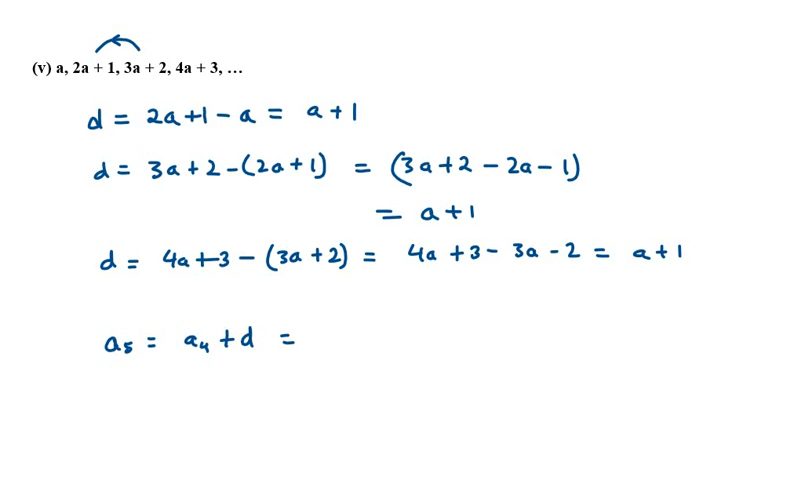 (v) a, 2a + 1, 3a + 2, 4a + 3, …
d = 2a+1 - a = a+1
d = 3a+2-(2a+1) = (3a+2 - 2a - 1)
= a+1
d = 4a+3 - (3a+2) = 4a+3 - 3a - 2 = a+1
a₅ = a₄ + d =